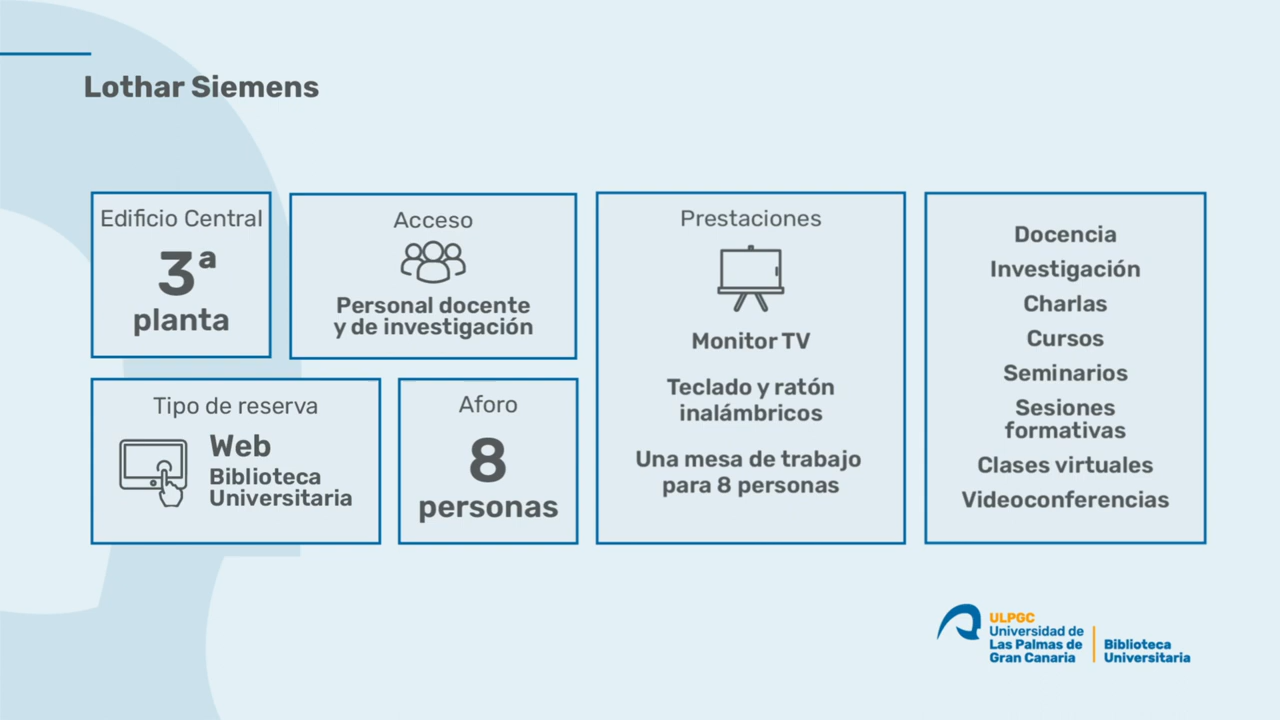 Lothar Siemens
Edificio Central
3ª
planta
Acceso
Personal docente
y de investigación
Tipo de reserva
Web
Biblioteca
Universitaria
Aforo
8
personas
Prestaciones
Monitor TV
Teclado y ratón
inalámbricos
Una mesa de trabajo
para 8 personas
Docencia
Investigación
Charlas
Cursos
Seminarios
Sesiones
formativas
Clases virtuales
Videoconferencias
ULPGC
Universidad de
Las Palmas de
Gran Canaria
Biblioteca
Universitaria